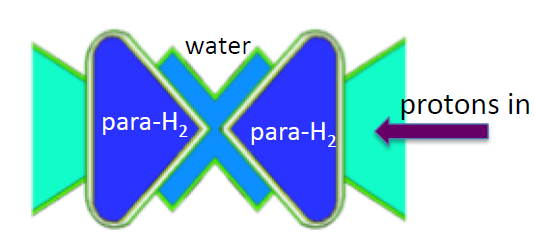 water
para-H₂
para-H₂
protons in